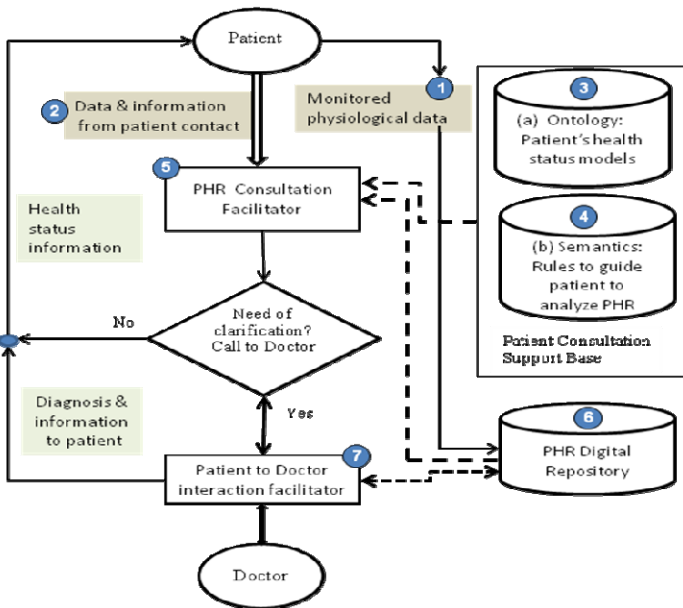 Patient
1
3
2
Data & information
from patient contact
Monitored
physiological data
(a) Ontology:
Patient's health
status models
5
PHR Consultation
Facilitator
4
(b) Semantics:
Rules to guide
patient to
analyze PHR
Health
status
information
Need of
clarification?
Call to Doctor
No
Patient Consultation
Support Base
Diagnosis &
information
to patient
Yes
6
PHR Digital
Repository
7
Patient to Doctor
interaction facilitator
Doctor